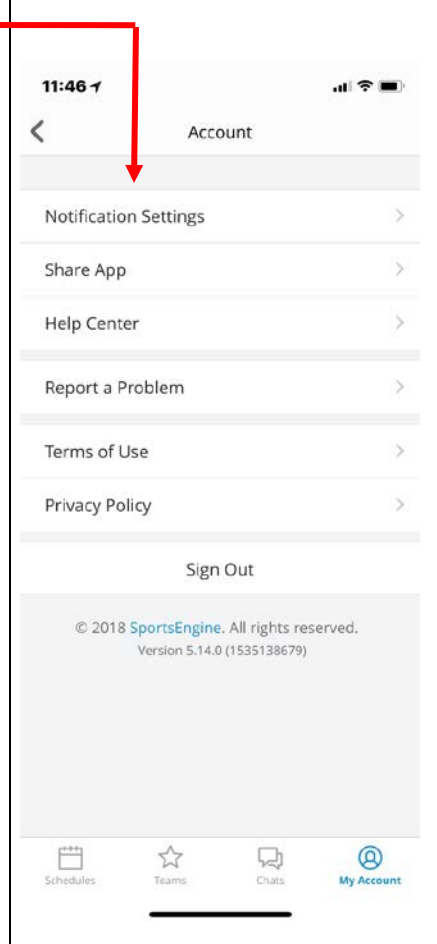 11:46
Account
Notification Settings
Share App
Help Center
Report a Problem
Terms of Use
Privacy Policy
Sign Out
© 2018 SportsEngine. All rights reserved.
Version 5.14.0 (1535138679)
Schedules Teams Chats My Account